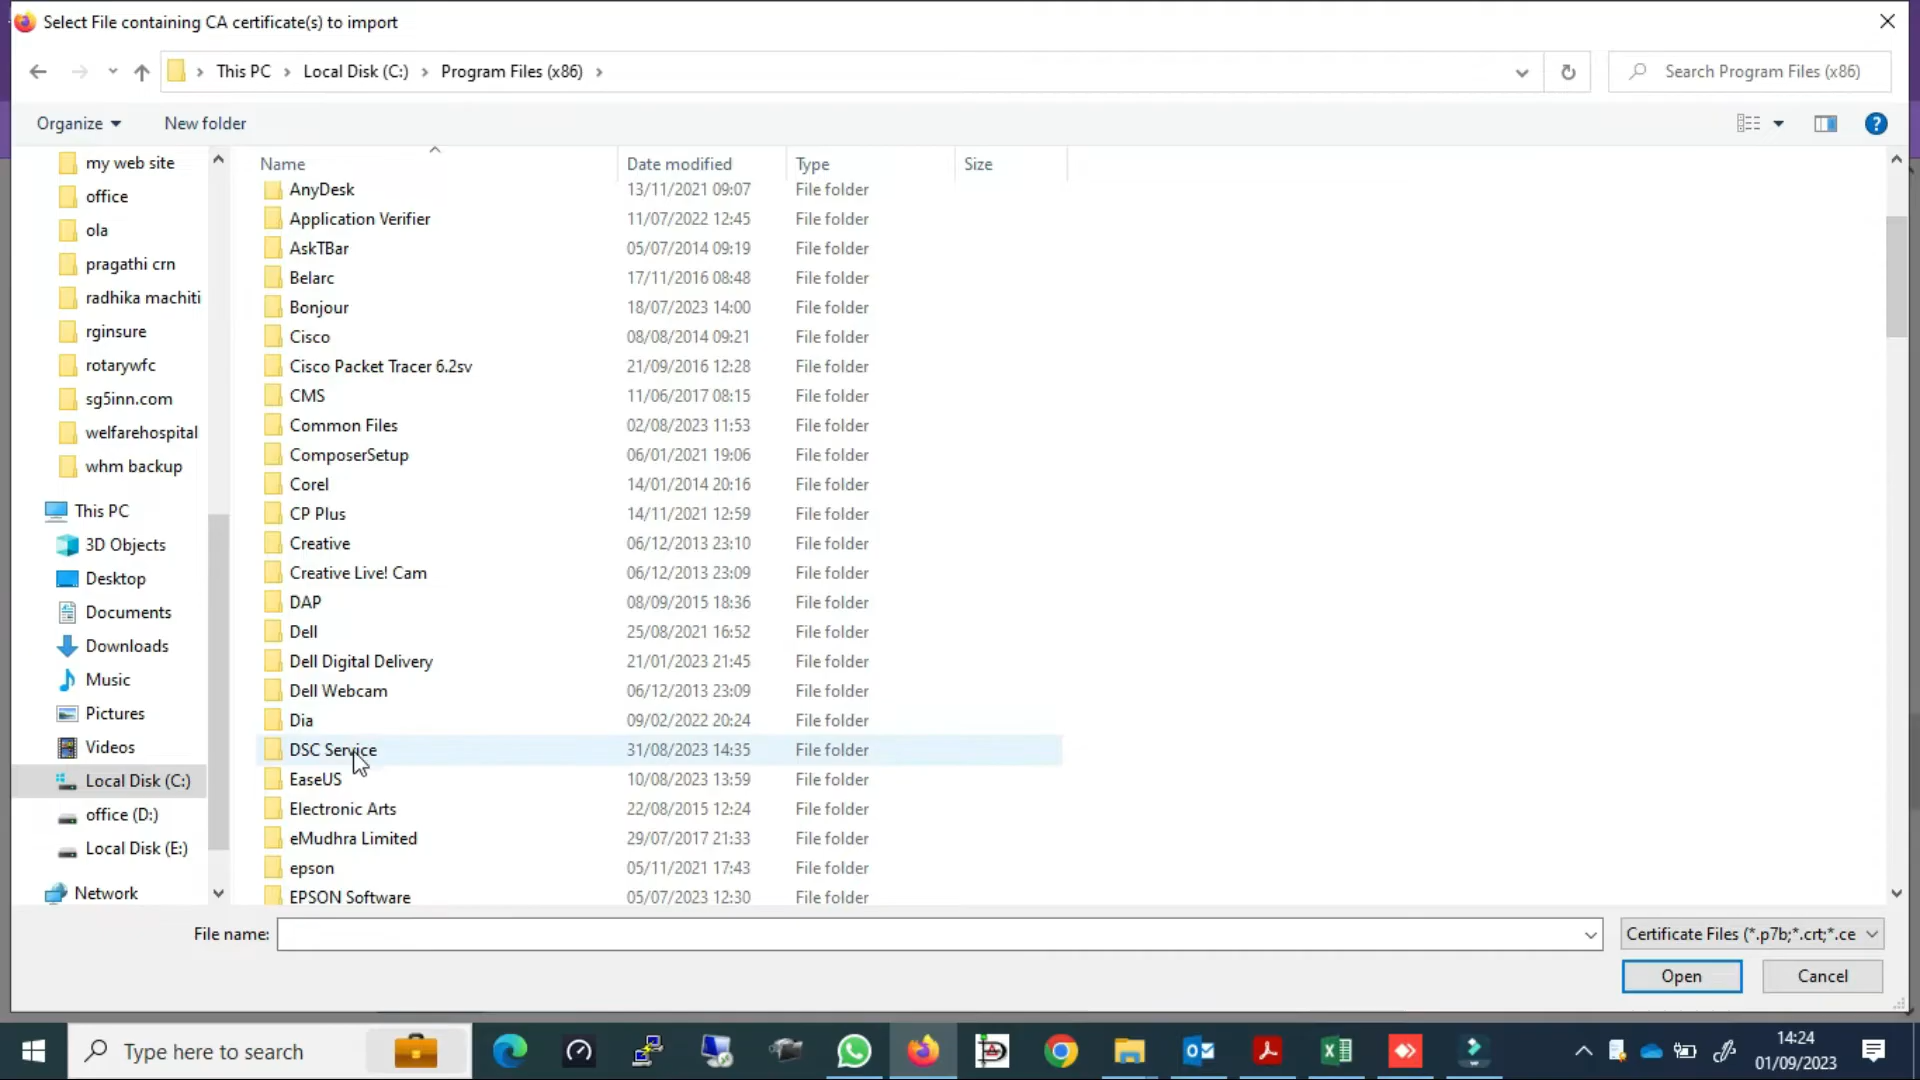 Select File containing CA certificate(s) to import
This PC > Local Disk (C:) > Program Files (x86) >
Search Program Files (x86)
Organize
New folder
my web site
office
ola
pragathi crn
radhika machiti
rginsure
rotarywfc
sg5inn.com
welfarehospital
whm backup
This PC
3D Objects
Desktop
Documents
Downloads
Music
Pictures
Videos
Local Disk (C:)
office (D:)
Local Disk (E:)
Network
Name Date modified Type Size
AnyDesk 13/11/2021 09:07 File folder
Application Verifier 11/07/2022 12:45 File folder
AskTBar 05/07/2014 09:19 File folder
Belarc 17/11/2016 08:48 File folder
Bonjour 18/07/2023 14:00 File folder
Cisco 08/08/2014 09:21 File folder
Cisco Packet Tracer 6.2sv 21/09/2016 12:28 File folder
CMS 11/06/2017 08:15 File folder
Common Files 02/08/2023 11:53 File folder
ComposerSetup 06/01/2021 19:06 File folder
Corel 14/01/2014 20:16 File folder
CP Plus 14/11/2021 12:59 File folder
Creative 06/12/2013 23:10 File folder
Creative Live! Cam 06/12/2013 23:09 File folder
DAP 08/09/2015 18:36 File folder
Dell 25/08/2021 16:52 File folder
Dell Digital Delivery 21/01/2023 21:45 File folder
Dell Webcam 06/12/2013 23:09 File folder
Dia 09/02/2022 20:24 File folder
DSC Service 31/08/2023 14:35 File folder
EaseUS 10/08/2023 13:59 File folder
Electronic Arts 22/08/2015 12:24 File folder
eMudhra Limited 29/07/2017 21:33 File folder
epson 05/11/2021 17:43 File folder
EPSON Software 05/07/2023 12:30 File folder
File name:
Certificate Files (*.p7b;*.crt;*.ce
Open
Cancel
Type here to search
14:24
01/09/2023